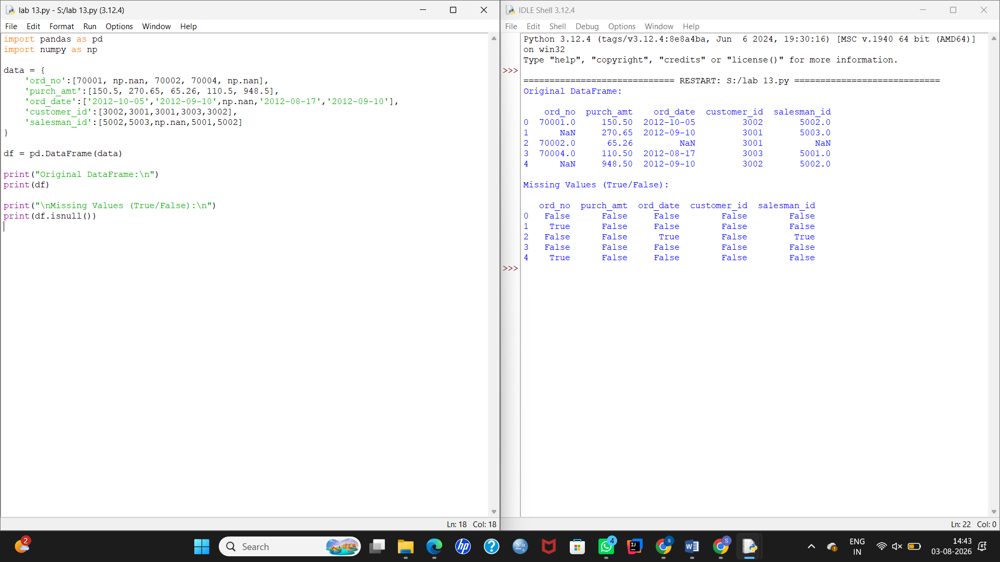 lab 13.py - S:/lab 13.py (3.12.4)
File Edit Format Run Options Window Help
import pandas as pd
import numpy as np

data = {
    'ord_no':[70001, np.nan, 70002, 70004, np.nan],
    'purch_amt':[150.5, 270.65, 65.26, 110.5, 948.5],
    'ord_date':['2012-10-05','2012-09-10',np.nan,'2012-08-17','2012-09-10'],
    'customer_id':[3002,3001,3001,3003,3002],
    'salesman_id':[5002,5003,np.nan,5001,5002]
}

df = pd.DataFrame(data)

print("Original DataFrame:\n")
print(df)

print("\nMissing Values (True/False):\n")
print(df.isnull())
Ln: 18 Col: 18
IDLE Shell 3.12.4
File Edit Shell Debug Options Window Help
Python 3.12.4 (tags/v3.12.4:8e8a4ba, Jun  6 2024, 19:30:16) [MSC v.1940 64 bit (AMD64)]
on win32
Type "help", "copyright", "credits" or "license()" for more information.
>>>
============================= RESTART: S:/lab 13.py ============================
Original DataFrame:

    ord_no  purch_amt    ord_date  customer_id  salesman_id
0  70001.0     150.50  2012-10-05         3002       5002.0
1      NaN     270.65  2012-09-10         3001       5003.0
2  70002.0      65.26         NaN         3001          NaN
3  70004.0     110.50  2012-08-17         3003       5001.0
4      NaN     948.50  2012-09-10         3002       5002.0

Missing Values (True/False):

   ord_no  purch_amt  ord_date  customer_id  salesman_id
0   False      False     False        False        False
1    True      False     False        False        False
2   False      False      True        False         True
3   False      False     False        False        False
4    True      False     False        False        False
>>>
Ln: 22 Col: 0
2
Search
hp
4
S
S
ENG
IN
14:43
03-08-2026